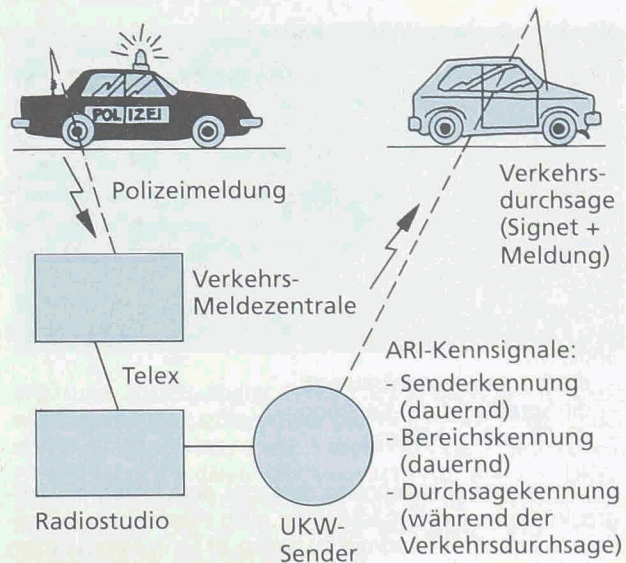 POLIZEI
Polizeimeldung
Verkehrs-
durchsage
(Signet +
Meldung)
Verkehrs-
Meldezentrale
Telex
Radiostudio
UKW-
Sender
ARI-Kennsignale:
- Senderkennung
(dauernd)
- Bereichskennung
(dauernd)
- Durchsagekennung
(während der
Verkehrsdurchsage)